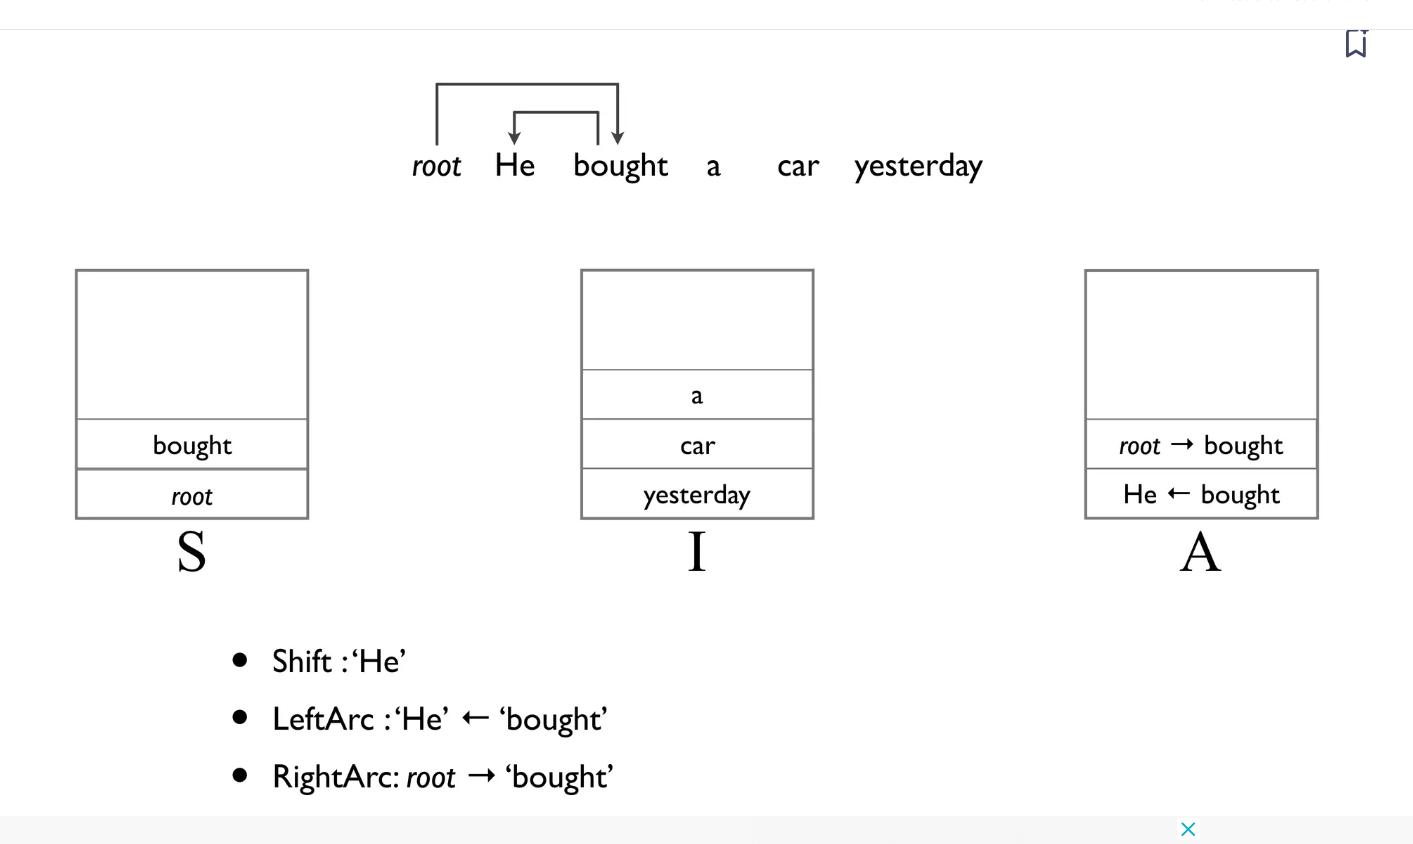 root He bought a car yesterday
a
bought car root → bought
root yesterday He ← bought
S I A
• Shift : ‘He’
• LeftArc : ‘He’ ← ‘bought’
• RightArc: root → ‘bought’